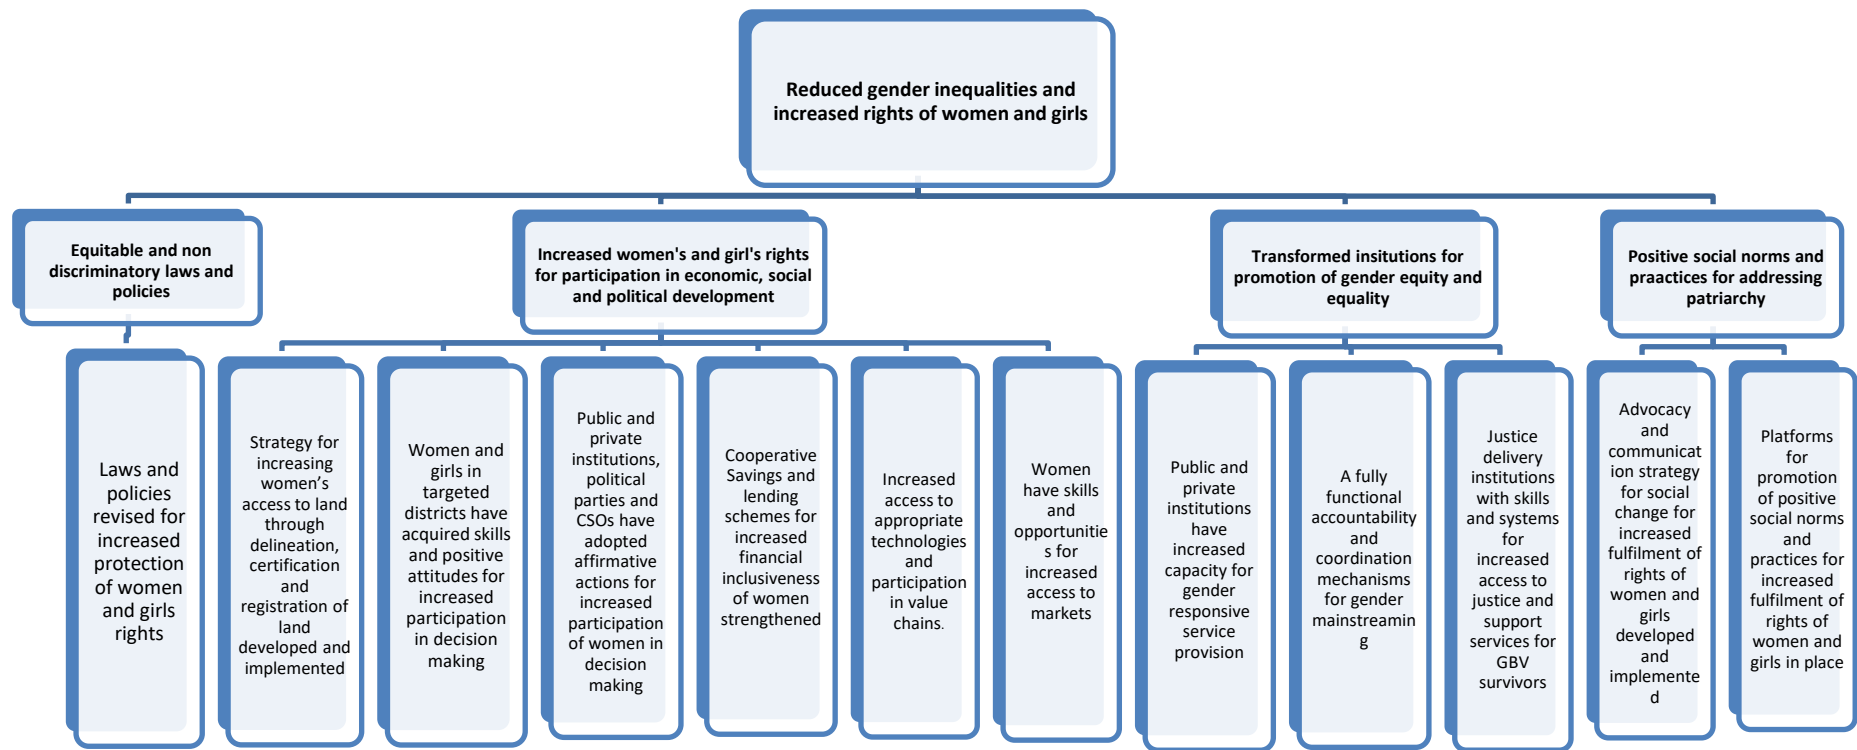 Reduced gender inequalities and
increased rights of women and girls
Equitable and non
discriminatory laws and
policies
Increased women's and girl's rights
for participation in economic, social
and political development
Transformed insitutions for
promotion of gender equity and
equality
Positive social norms and
praactices for addressing
patriarchy
Laws and
policies
revised for
increased
protection
of women
and girls
rights
Strategy for
increasing
women’s
access to land
through
delineation,
certification
and
registration of
land
developed and
implemented
Women and
girls in
targeted
districts have
acquired skills
and positive
attitudes for
increased
participation
in decision
making
Public and
private
institutions,
political
parties and
CSOs have
adopted
affirmative
actions for
increased
participation
of women in
decision
making
Cooperative
Savings and
lending
schemes for
increased
financial
inclusiveness
of women
strengthened
Increased
access to
appropriate
technologies
and
participation
in value
chains.
Women
have skills
and
opportunitie
s for
increased
access to
markets
Public and
private
institutions
have
increased
capacity for
gender
responsive
service
provision
A fully
functional
accountability
and
coordination
mechanisms
for gender
mainstreamin
g
Justice
delivery
institutions
with skills
and systems
for
increased
access to
justice and
support
services for
GBV
survivors
Advocacy
and
communicat
ion strategy
for social
change for
increased
fulfilment of
rights of
women and
girls
developed
and
implemente
d
Platforms
for
promotion
of positive
social norms
and
practices for
increased
fulfilment of
rights of
women and
girls in place